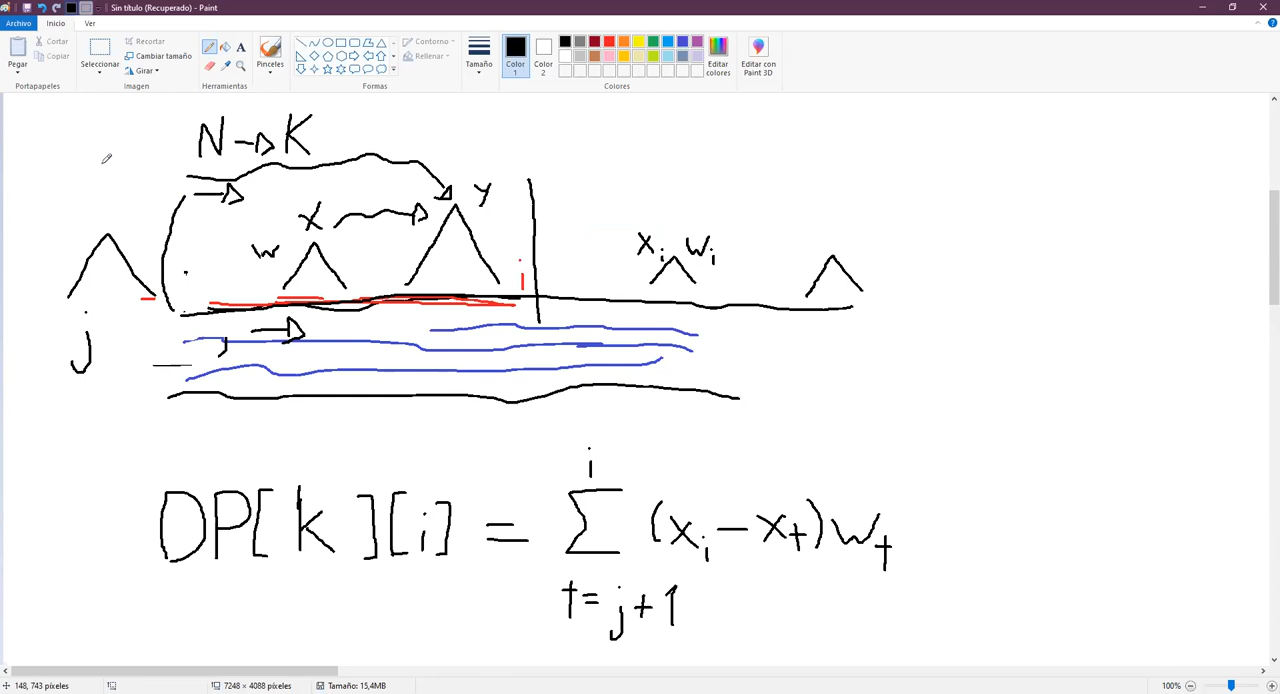 Sin título (Recuperado) - Paint
Archivo Inicio Ver
Pegar
Cortar
Copiar
Portapapeles
Seleccionar
Recortar
Cambiar tamaño
Girar
Imagen
A
Herramientas
Pinceles
Formas
Contorno
Rellenar
Tamaño
Color 1
Color 2
Editar colores
Editar con Paint 3D
Colores
N → K
y
x
w
i
x_i w_i
j
j
DP[k][i] = \sum_{t=j+1}^{i} (x_i - x_t) w_t
148, 743 píxeles
7248 × 4088 píxeles
Tamaño: 15,4MB
100%